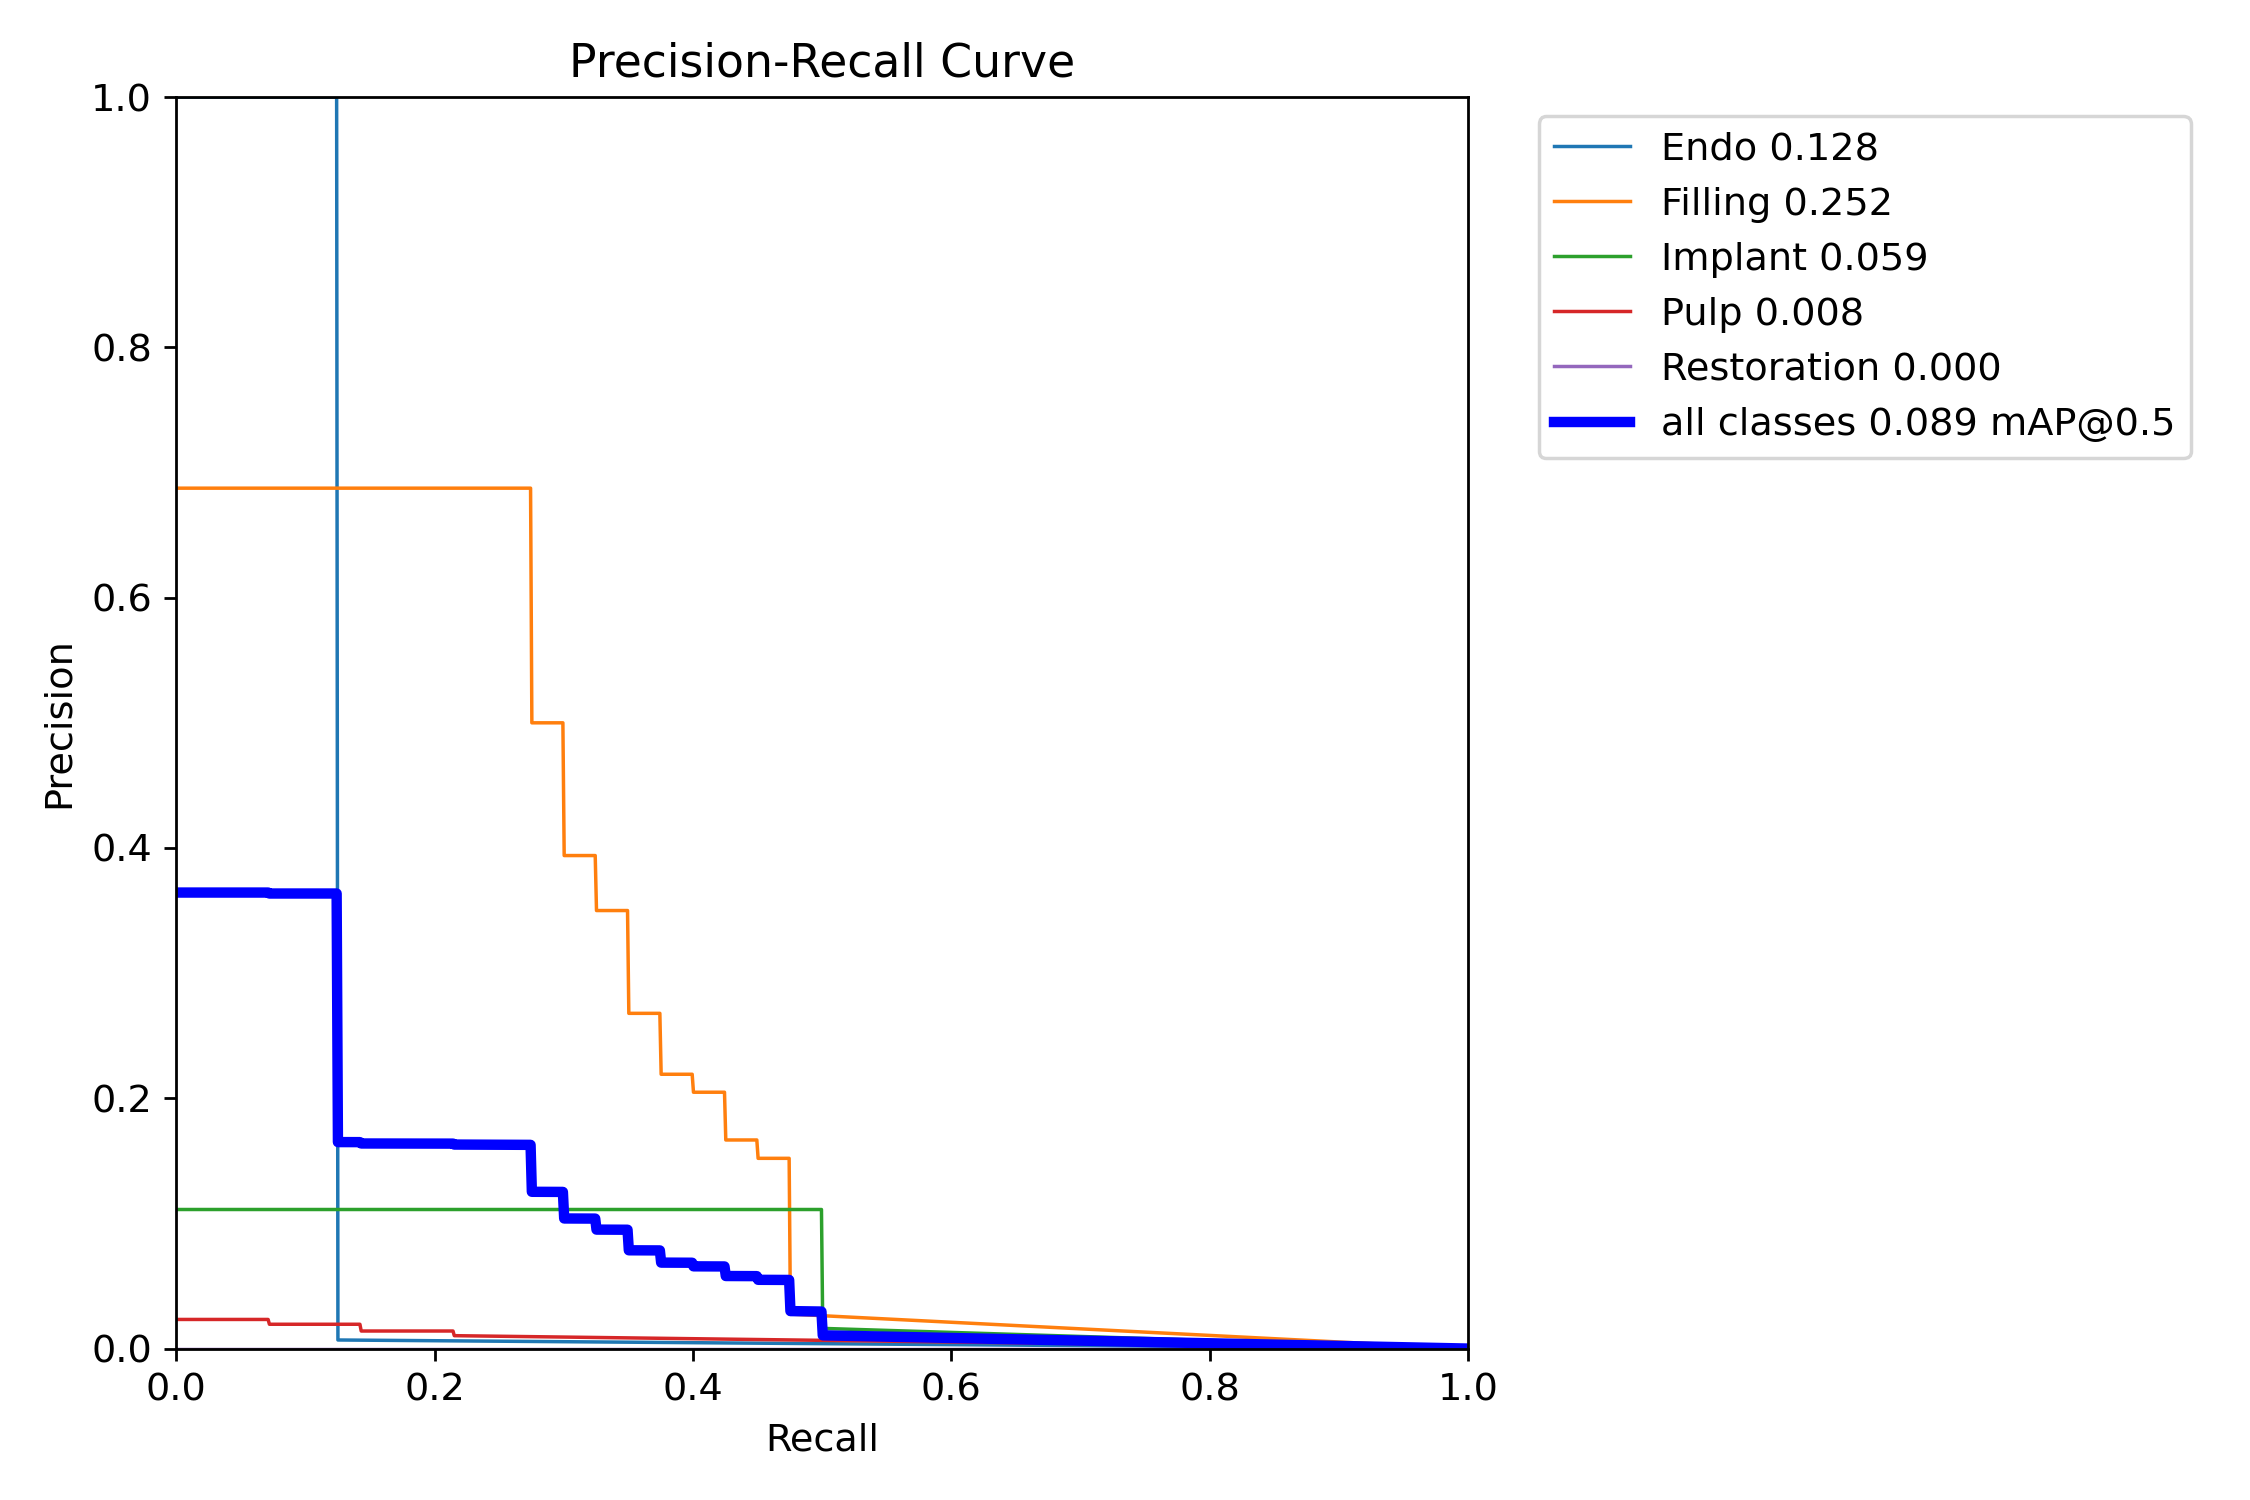 Precision-Recall Curve
1.0
0.8
0.6
0.4
0.2
0.0
Precision
0.0 0.2 0.4 0.6 0.8 1.0
Recall
Endo 0.128
Filling 0.252
Implant 0.059
Pulp 0.008
Restoration 0.000
all classes 0.089 mAP@0.5